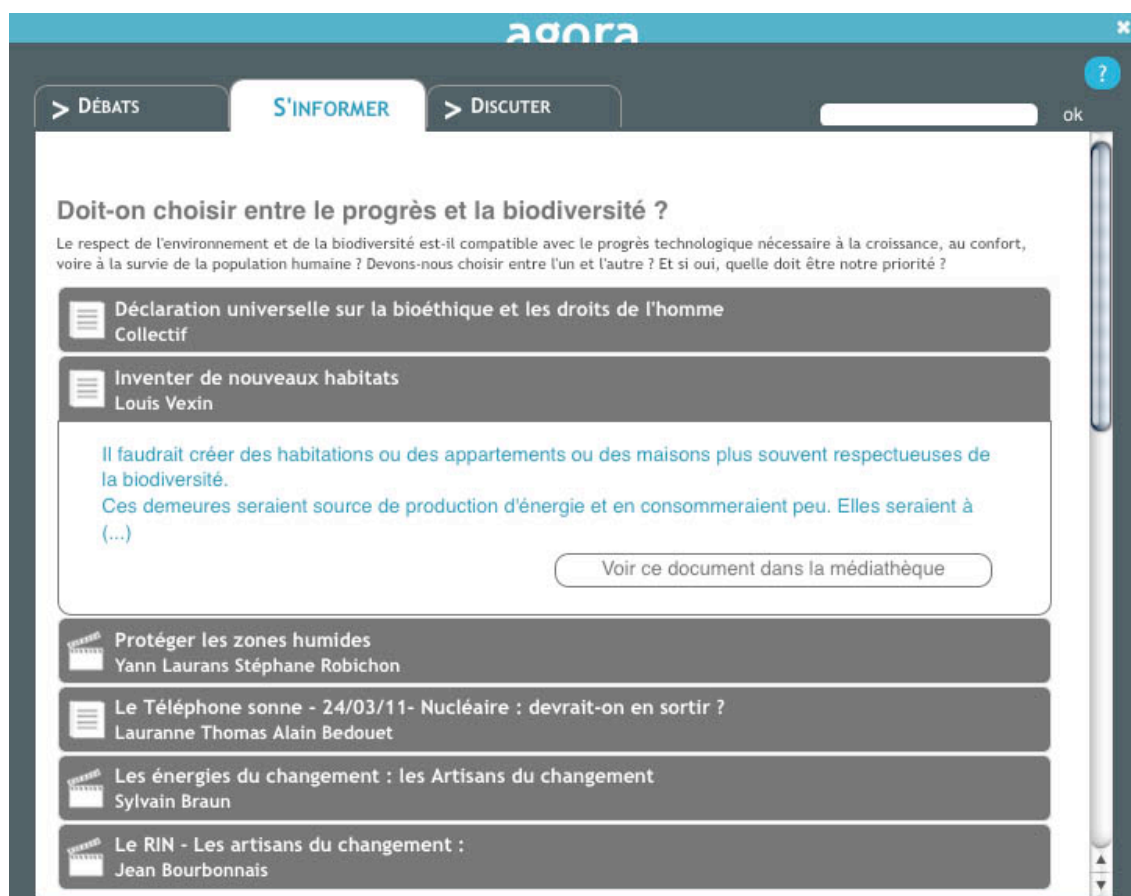 agora
?
> DÉBATS
S'INFORMER
> DISCUTER
ok
Doit-on choisir entre le progrès et la biodiversité ?
Le respect de l'environnement et de la biodiversité est-il compatible avec le progrès technologique nécessaire à la croissance, au confort,
voire à la survie de la population humaine ? Devons-nous choisir entre l'un et l'autre ? Et si oui, quelle doit être notre priorité ?
Déclaration universelle sur la bioéthique et les droits de l'homme
Collectif
Inventer de nouveaux habitats
Louis Vexin
Il faudrait créer des habitations ou des appartements ou des maisons plus souvent respectueuses de
la biodiversité.
Ces demeures seraient source de production d'énergie et en consommeraient peu. Elles seraient à
(...)
Voir ce document dans la médiathèque
Protéger les zones humides
Yann Laurans Stéphane Robichon
Le Téléphone sonne - 24/03/11- Nucléaire : devrait-on en sortir ?
Lauranne Thomas Alain Bedouet
Les énergies du changement : les Artisans du changement
Sylvain Braun
Le RIN - Les artisans du changement :
Jean Bourbonnais